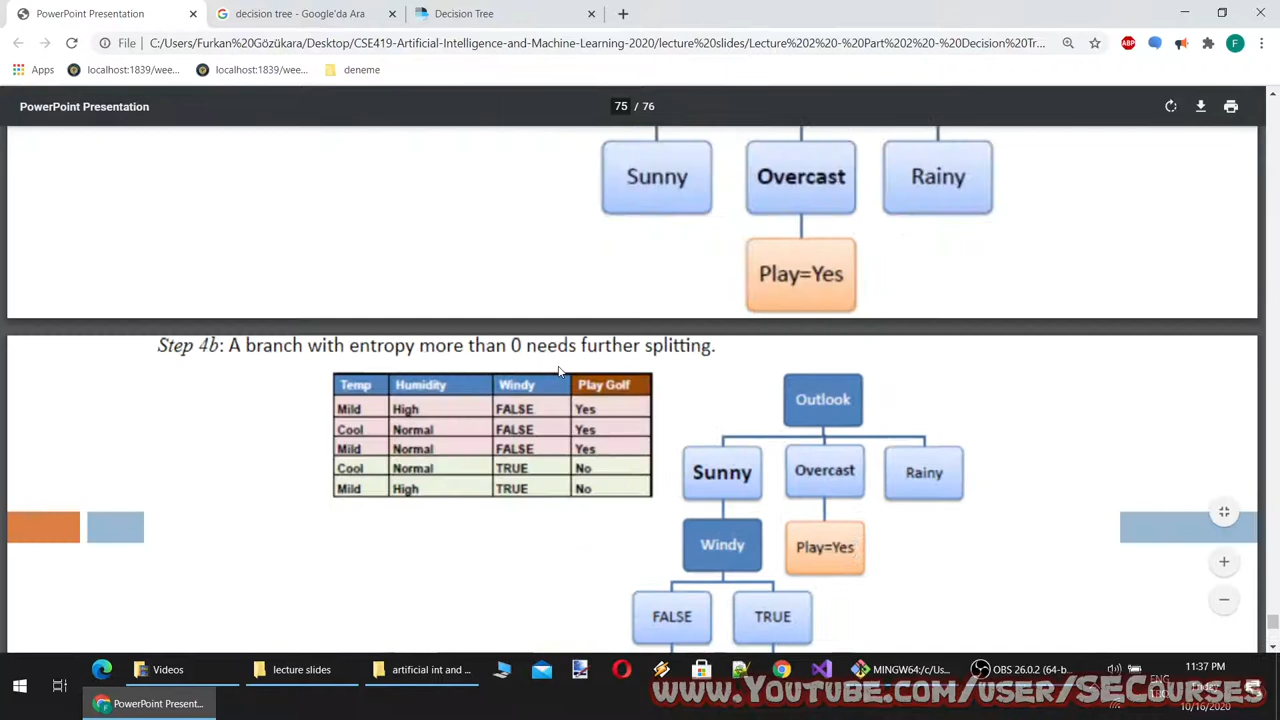 PowerPoint Presentation
decision tree - Google'da Ara
Decision Tree
File
C:/Users/Furkan%20Gözükara/Desktop/CSE419-Artificial-Intelligence-and-Machine-Learning-2020/lecture%20slides/Lecture%202%20-%20Part%202%20-%20Decision%20Tr...
ABP
F
Apps
localhost:1839/wee...
localhost:1839/wee...
deneme
PowerPoint Presentation
75 / 76
Sunny
Overcast
Rainy
Play=Yes
Step 4b: A branch with entropy more than 0 needs further splitting.
Temp Humidity Windy Play Golf
Mild High FALSE Yes
Cool Normal FALSE Yes
Mild Normal FALSE Yes
Cool Normal TRUE No
Mild High TRUE No
Outlook
Sunny
Overcast
Rainy
Windy
Play=Yes
FALSE
TRUE
Videos
lecture slides
artificial int and ...
MINGW64:/c/Us...
OBS 26.0.2 (64-b...
ENG
11:37 PM
Friday
10/16/2020
PowerPoint Present...
www.Youtube.com/user/SECourses